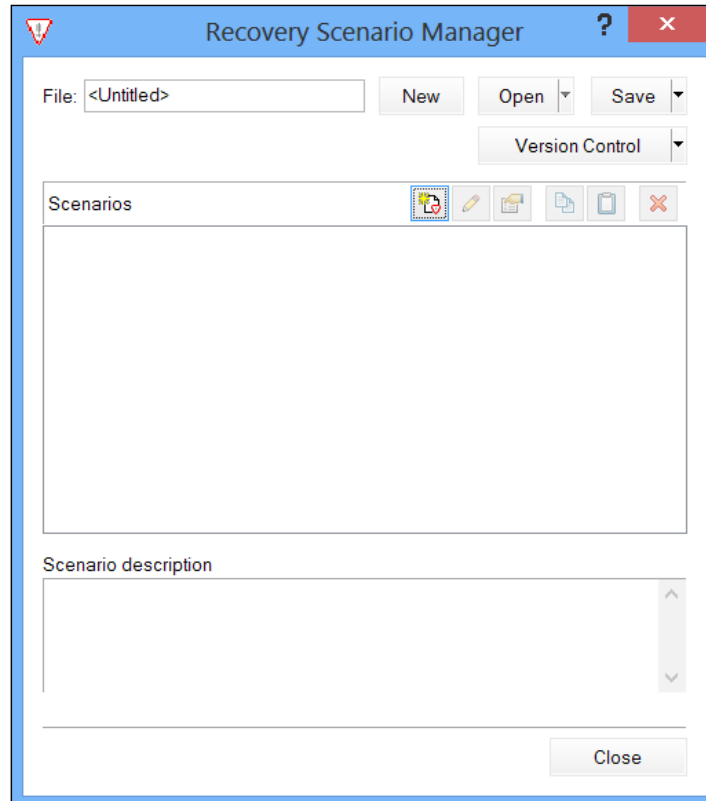 Recovery Scenario Manager ?
File: <Untitled> New Open Save
Version Control
Scenarios
Scenario description
Close